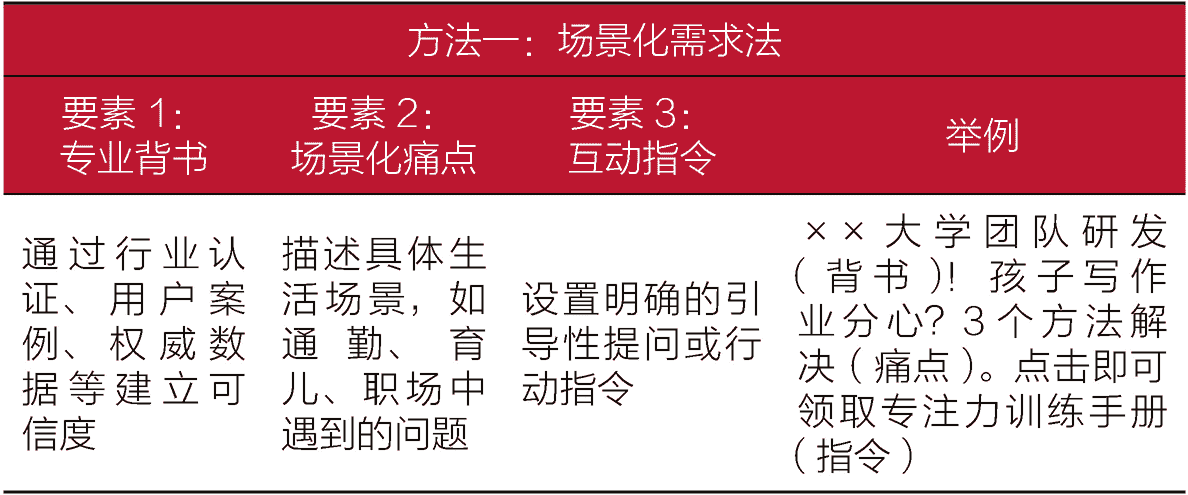 方法一：场景化需求法
要素 1：
专业背书
要素 2：
场景化痛点
要素 3：
互动指令
举例
通过行业认
证、用户案
例、权威数
据等建立可
信度
描述具体生
活场景，如
通勤、育
儿、职场中
遇到的问题
设置明确的引
导性提问或行
动指令
××大学团队研发
（背书）！孩子写作
业分心？3个方法解
决（痛点）。点击即可
领取专注力训练手册
（指令）